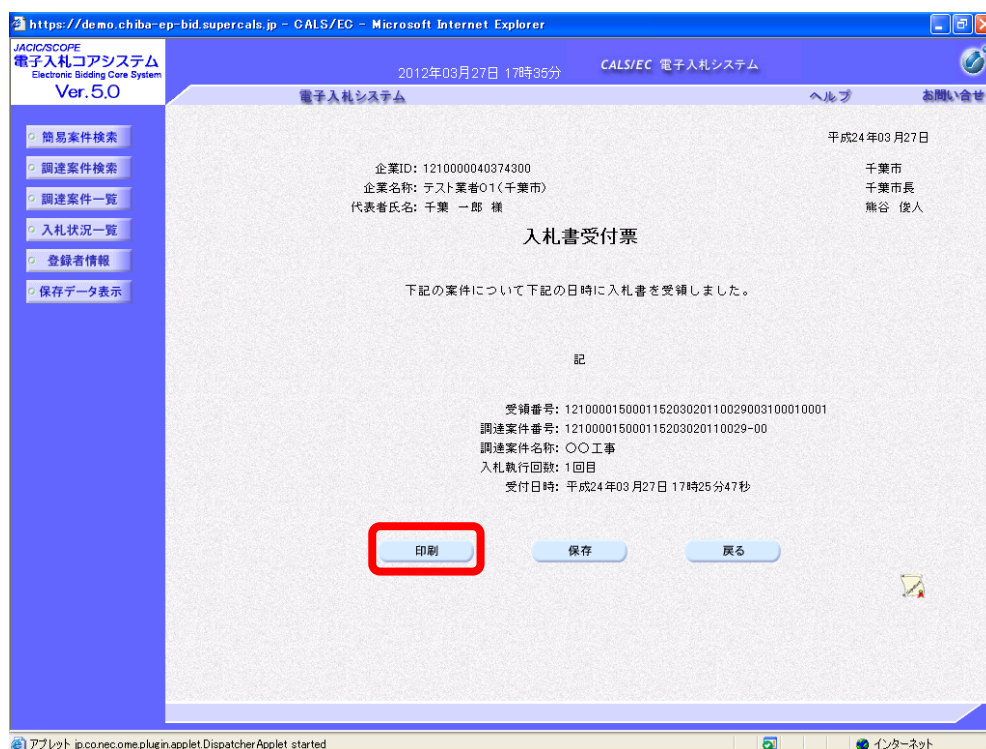 https://demo.chiba-ep-bid.supercals.jp - CALS/EC - Microsoft Internet Explorer
JACIC/SCOPE
電子入札コアシステム
Electronic Bidding Core System
Ver.5.0
2012年03月27日 17時35分
CALS/EC 電子入札システム
電子入札システム
ヘルプ
お問い合せ
簡易案件検索
調達案件検索
調達案件一覧
入札状況一覧
登録者情報
保存データ表示
平成24年03月27日
企業ID: 1210000040374300
千葉市
企業名称: テスト業者01(千葉市)
千葉市長
代表者氏名: 千葉 一郎 様
熊谷 俊人
入札書受付票
下記の案件について下記の日時に入札書を受領しました。
記
受領番号: 121000015000115203020110029003100010001
調達案件番号: 1210000150001152030201​10029-00
調達案件名称: 〇〇工事
入札執行回数: 1回目
受付日時: 平成24年03月27日 17時25分47秒
印刷
保存
戻る
アプレット jp.co.nec.ome.plugin.applet.DispatcherApplet started
インターネット